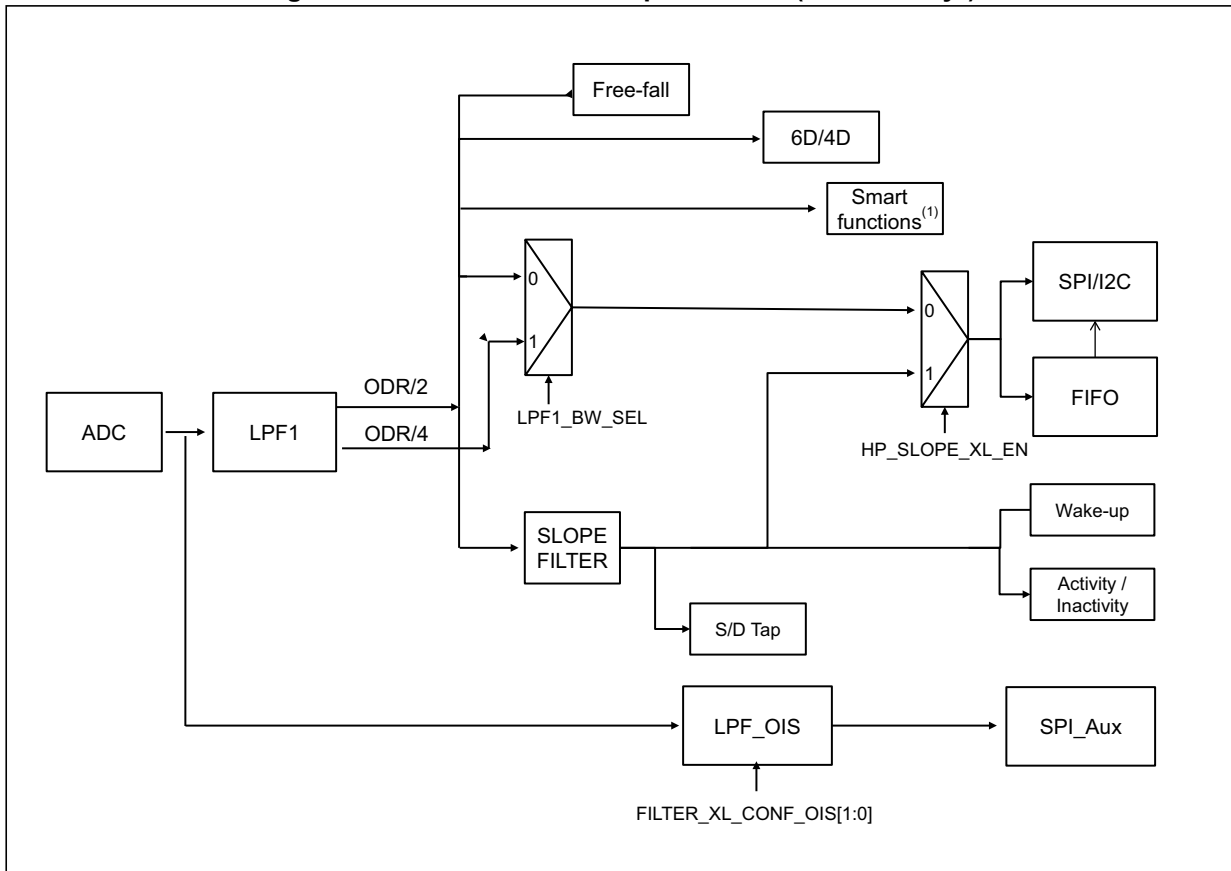 Free-fall
6D/4D
Smart
functions(1)
0
SPI/I2C
0
1
1
FIFO
ODR/2
LPF1_BW_SEL
ADC
LPF1
ODR/4
HP_SLOPE_XL_EN
SLOPE
FILTER
Wake-up
Activity /
Inactivity
S/D Tap
LPF_OIS
SPI_Aux
FILTER_XL_CONF_OIS[1:0]